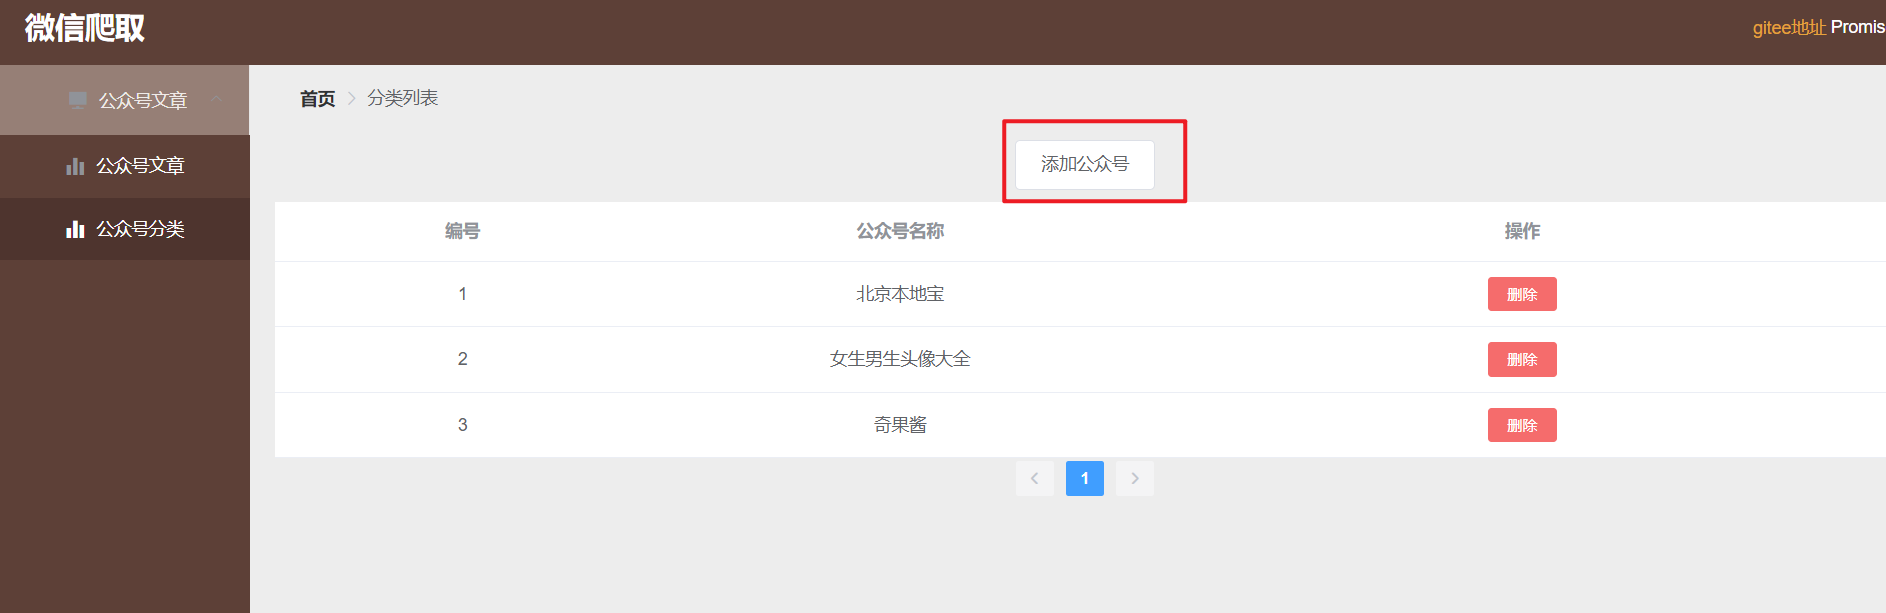 微信爬取
gitee地址 Promis
公众号文章
公众号文章
公众号分类
首页 > 分类列表
添加公众号
编号 公众号名称 操作
1 北京本地宝 删除
2 女生男生头像大全 删除
3 奇果酱 删除
< 1 >